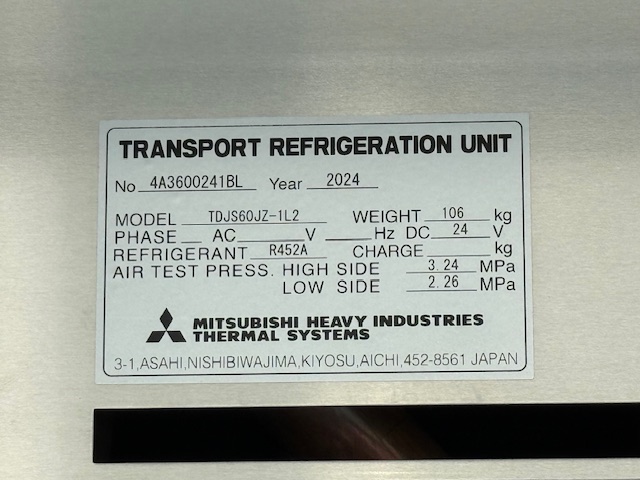 TRANSPORT REFRIGERATION UNIT
No 4A3600241BL Year 2024
MODEL TDJS60JZ-1L2 WEIGHT 106 kg
PHASE AC V Hz DC 24 V
REFRIGERANT R452A CHARGE kg
AIR TEST PRESS. HIGH SIDE 3.24 MPa
LOW SIDE 2.26 MPa
MITSUBISHI HEAVY INDUSTRIES
THERMAL SYSTEMS
3-1,ASAHI,NISHIBIWAJIMA,KIYOSU,AICHI,452-8561 JAPAN